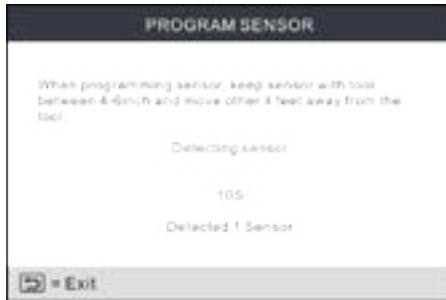 PROGRAM SENSOR
When programming sensor, keep sensor with tool
between 4-6inch and move other 4 feet away from the
tool
Detecting sensor
10S
Detected 1 Sensor
= Exit